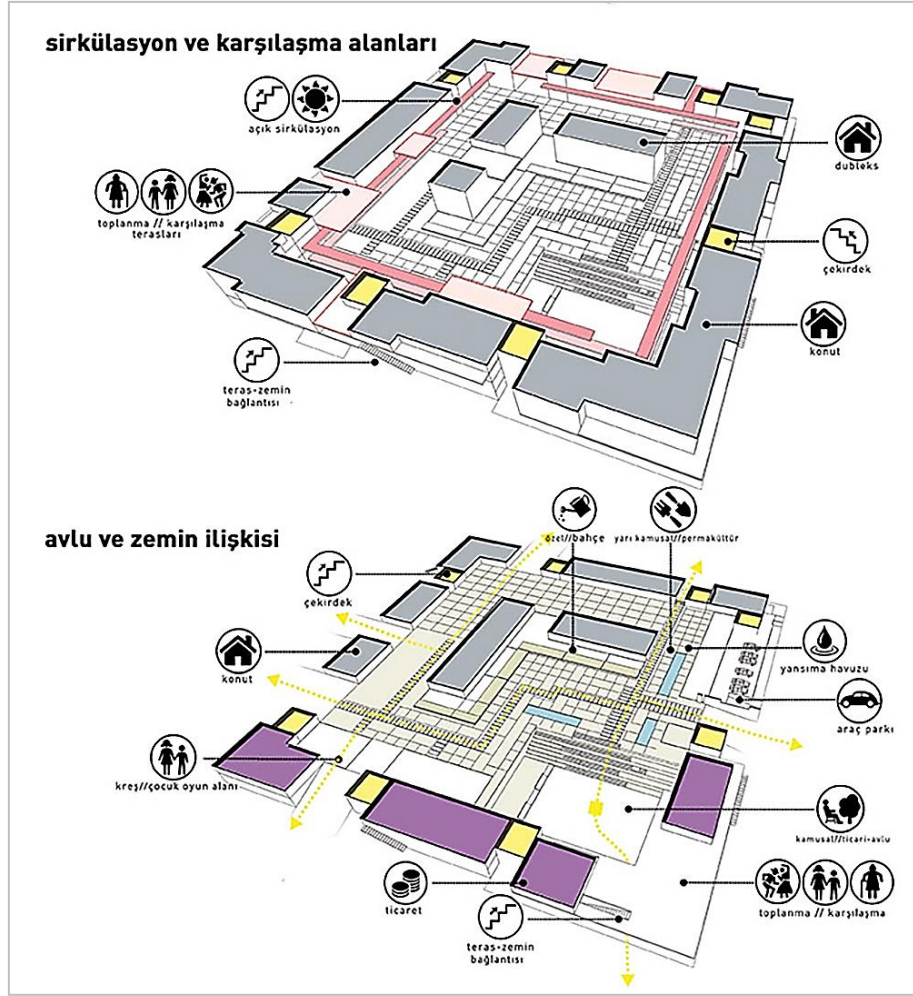 sirkülasyon ve karşılaşma alanları
açık sirkülasyon
dubleks
toplanma // karşılaşma
terasları
çekirdek
konut
teras-zemin
bağlantısı
avlu ve zemin ilişkisi
özel//bahçe
yarı kamusal//permakültür
çekirdek
konut
yansıma havuzu
araç parkı
kreş//çocuk oyun alanı
kamusal//ticari-avlu
ticaret
toplanma // karşılaşma
teras-zemin
bağlantısı